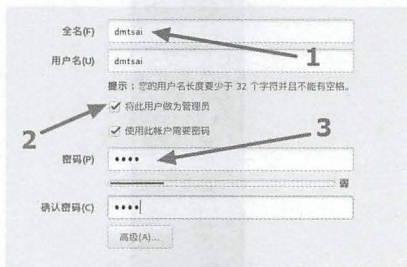 全名(F) dmtsai
1
用户名(U) dmtsai
提示：您的用户名长度要少于 32 个字符并且不能有空格。
2
将此用户做为管理员
使用此帐户需要密码
3
密码(P) ••••
弱
确认密码(C) ••••
高级(A)...